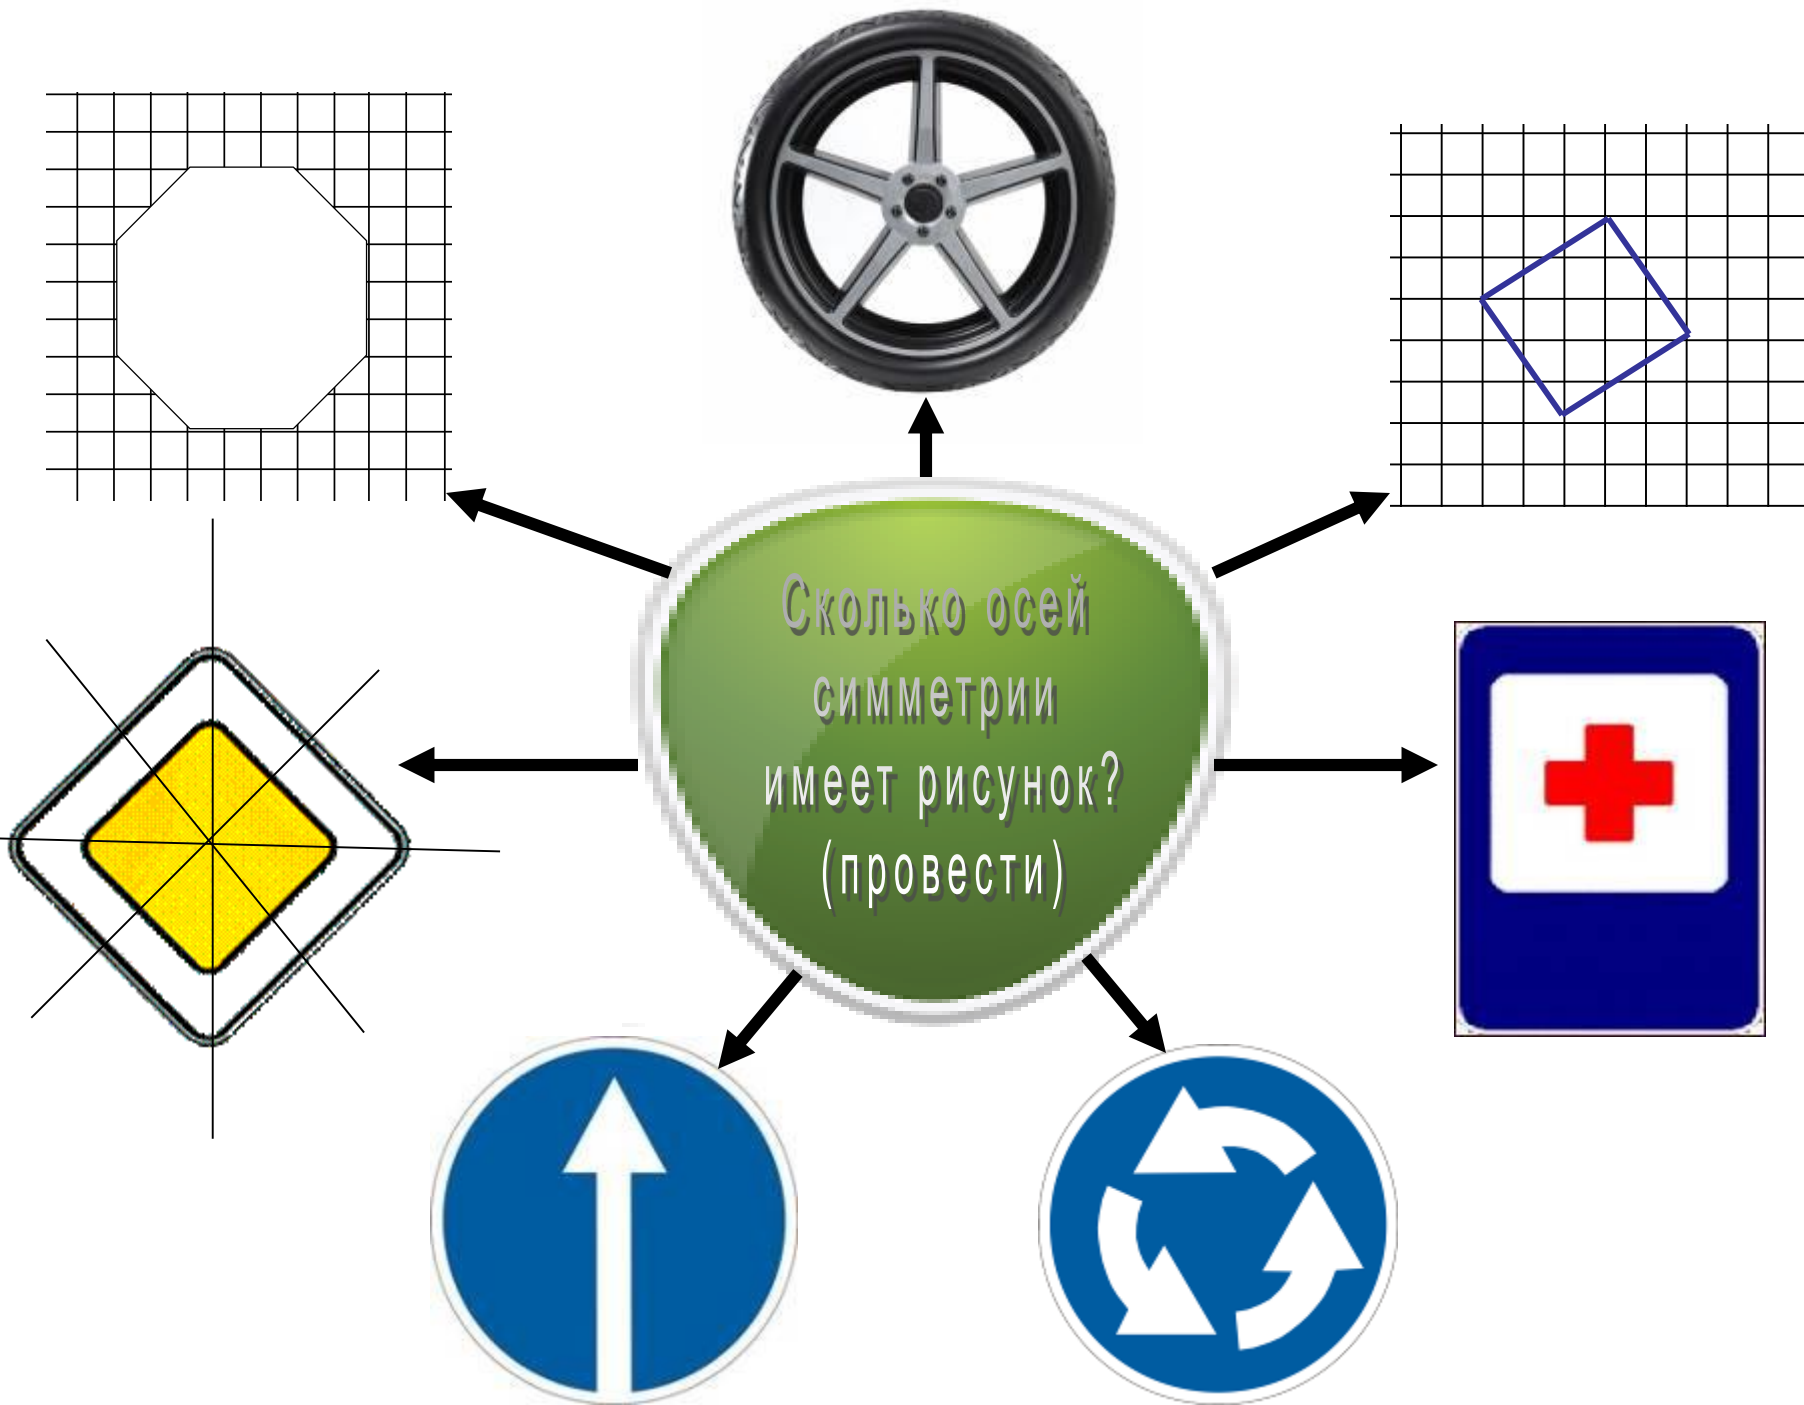 Сколько осей
симметрии
имеет рисунок?
(провести)